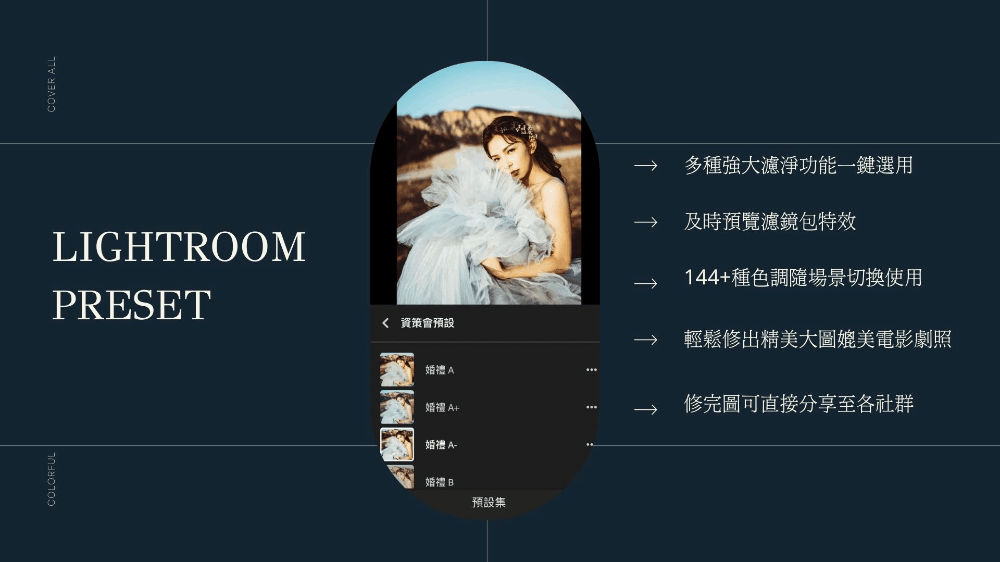 COVER ALL
LIGHTROOM
PRESET
COLORFUL
資策會預設
婚禮 A
婚禮 A+
婚禮 A-
婚禮 B
預設集
多種強大濾淨功能一鍵選用
及時預覽濾鏡包特效
144+種色調隨場景切換使用
輕鬆修出精美大圖媲美電影劇照
修完圖可直接分享至各社群